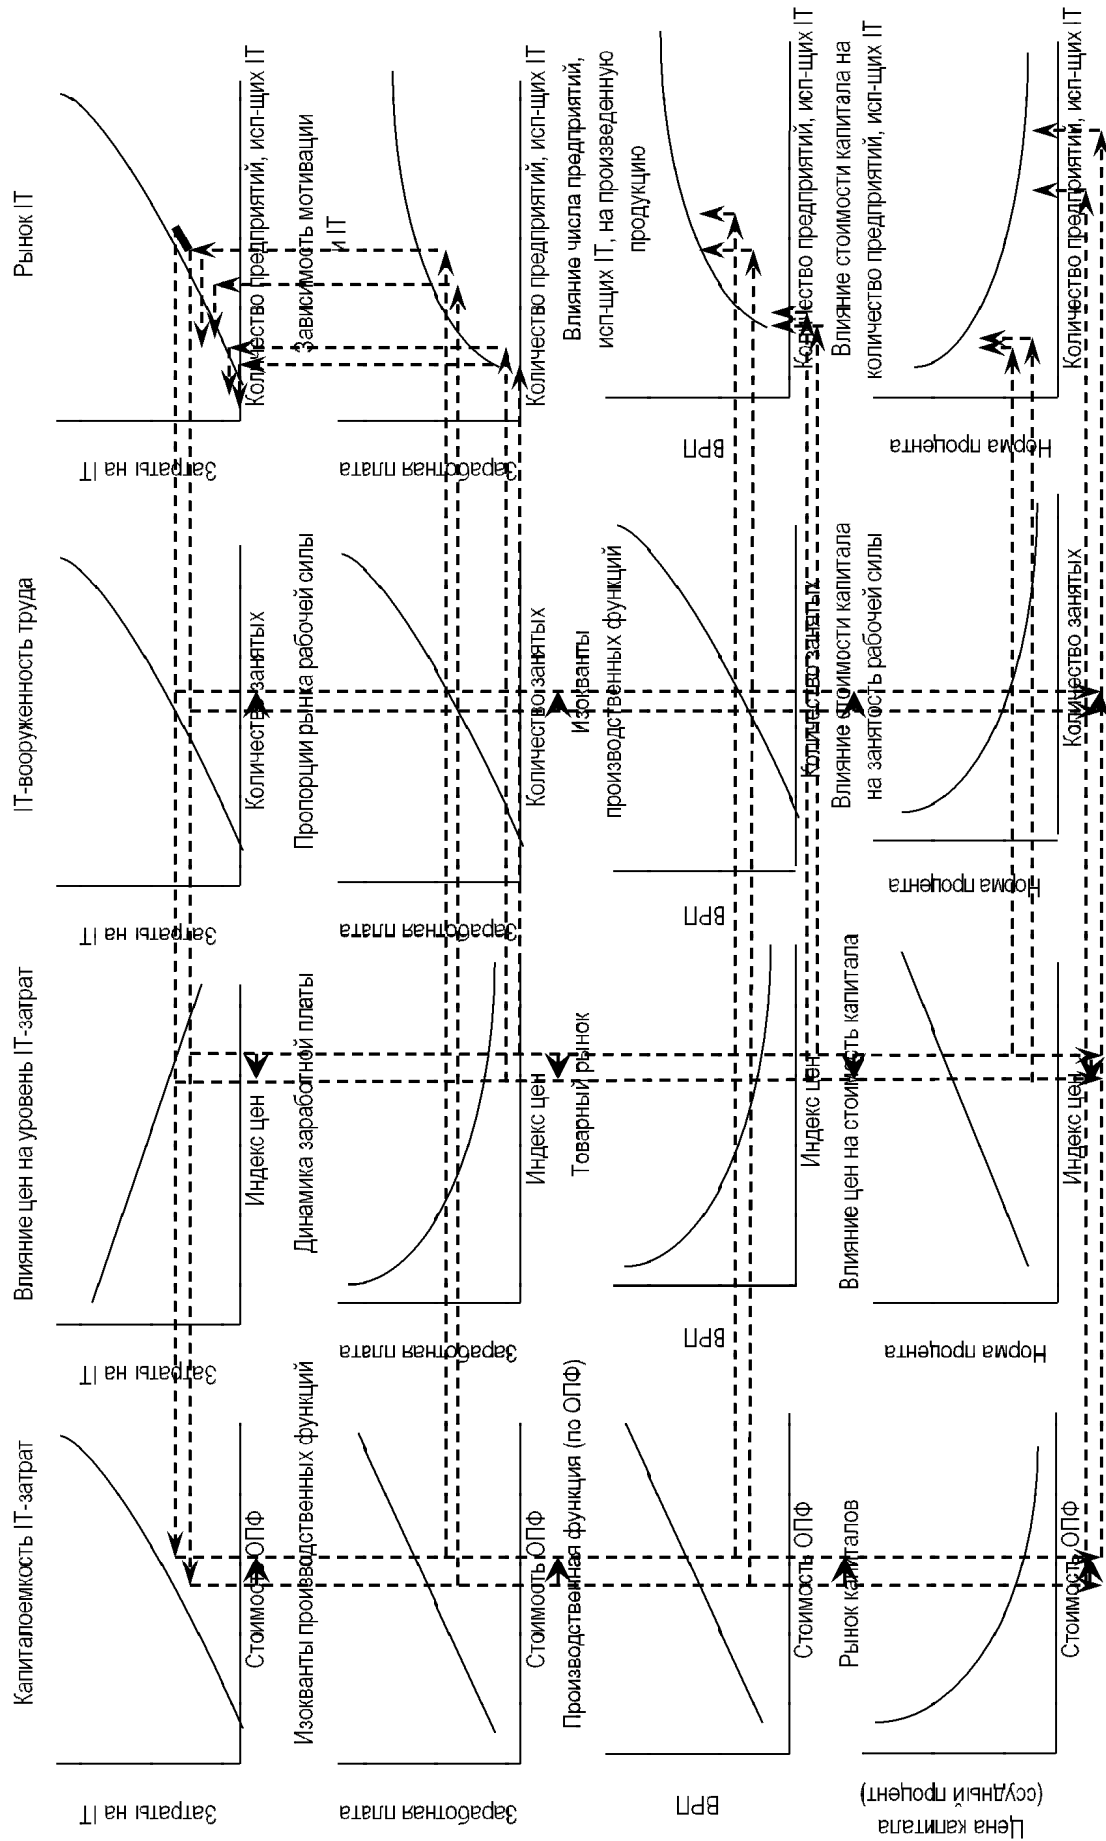 Капиталоемкость IT-затрат
Влияние цен на уровень IT-затрат
IT-вооруженность труда
Рынок IT
Затраты на IT
Затраты на IT
Затраты на IT
Затраты на IT
Стоимость ОПФ
Индекс цен
Количество занятых
Количество предприятий, исп-щих IT
Изокванты производственных функций
Динамика заработной платы
Пропорции рынка рабочей силы
Зависимость мотивации
и IT
Заработная плата
Заработная плата
Заработная плата
Заработная плата
Стоимость ОПФ
Индекс цен
Количество занятых
Количество предприятий, исп-щих IT
Производственная функция (по ОПФ)
Товарный рынок
Изокванты
производственных функций
Влияние числа предприятий,
исп-щих IT, на произведенную
продукцию
ВРП
ВРП
ВРП
ВРП
Стоимость ОПФ
Индекс цен
Количество занятых
Количество предприятий, исп-щих IT
Рынок капиталов
Влияние цен на стоимость капитала
Влияние стоимости капитала
на занятость рабочей силы
Влияние стоимости капитала на
количество предприятий, исп-щих IT
Цена капитала
(ссудный процент)
Норма процента
Норма процента
Норма процента
Стоимость ОПФ
Индекс цен
Количество занятых
Количество предприятий, исп-щих IT